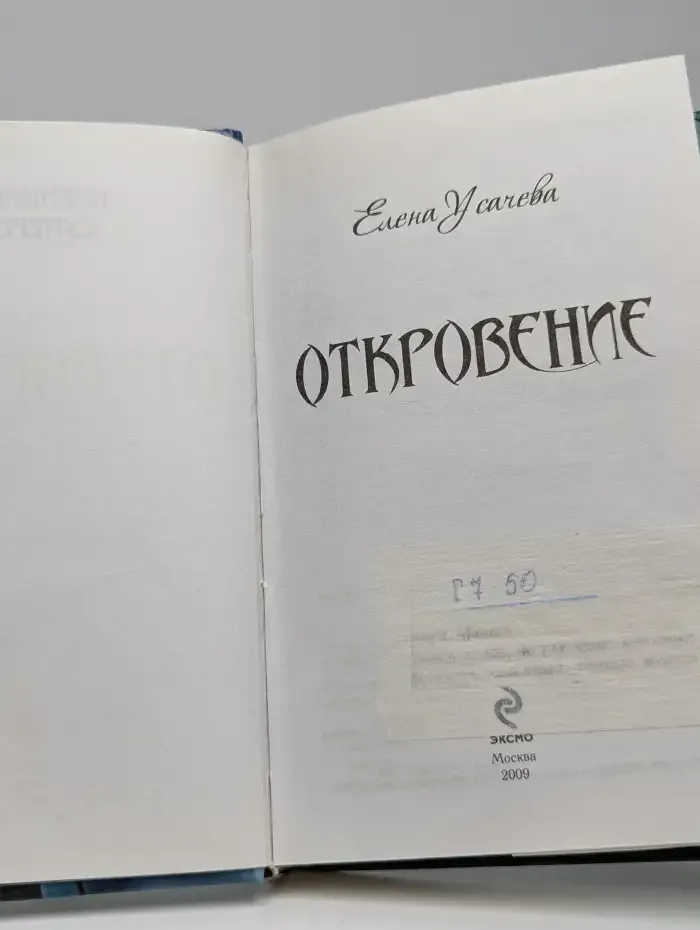 Елена Усачева
ОТКРОВЕНИЕ
Г7 50
ЭКСМО
Москва
2009